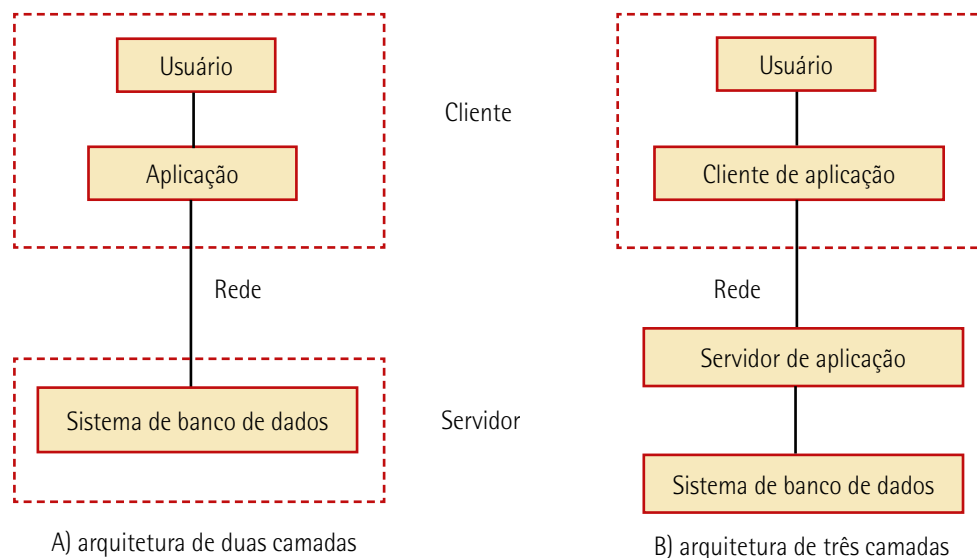 Usuário
Aplicação
Rede
Sistema de banco de dados
A) arquitetura de duas camadas
Cliente
Servidor
Usuário
Cliente de aplicação
Rede
Servidor de aplicação
Sistema de banco de dados
B) arquitetura de três camadas